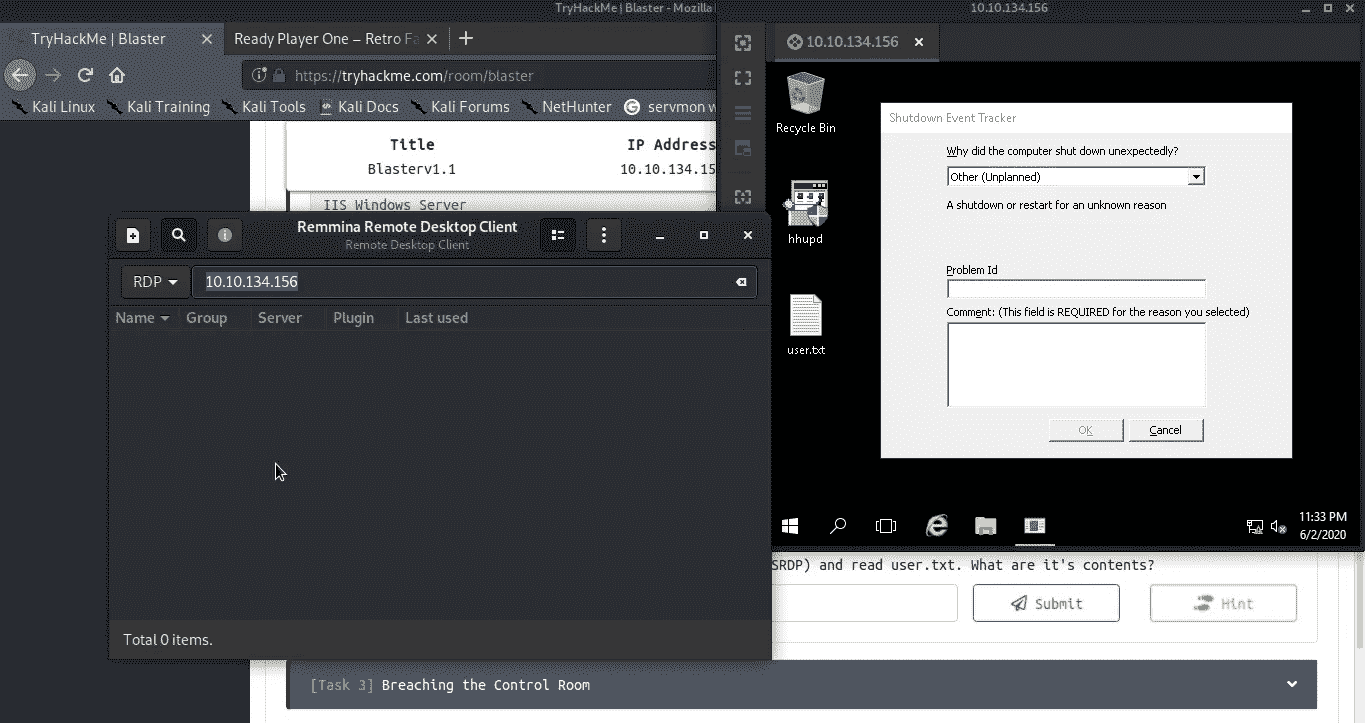 TryHackMe | Blaster - Mozilla
10.10.134.156
TryHackMe | Blaster
Ready Player One – Retro Fa
10.10.134.156
https://tryhackme.com/room/blaster
Kali Linux
Kali Training
Kali Tools
Kali Docs
Kali Forums
NetHunter
servmon w
Title
IP Address
Blasterv1.1
10.10.134.15
IIS Windows Server
Remmina Remote Desktop Client
Remote Desktop Client
RDP
10.10.134.156
Name
Group
Server
Plugin
Last used
Total 0 items.
Recycle Bin
hhupd
user.txt
Shutdown Event Tracker
Why did the computer shut down unexpectedly?
Other (Unplanned)
A shutdown or restart for an unknown reason
Problem Id
Comment: (This field is REQUIRED for the reason you selected)
OK
Cancel
11:33 PM
6/2/2020
SRDP) and read user.txt. What are it's contents?
Submit
Hint
[Task 3] Breaching the Control Room